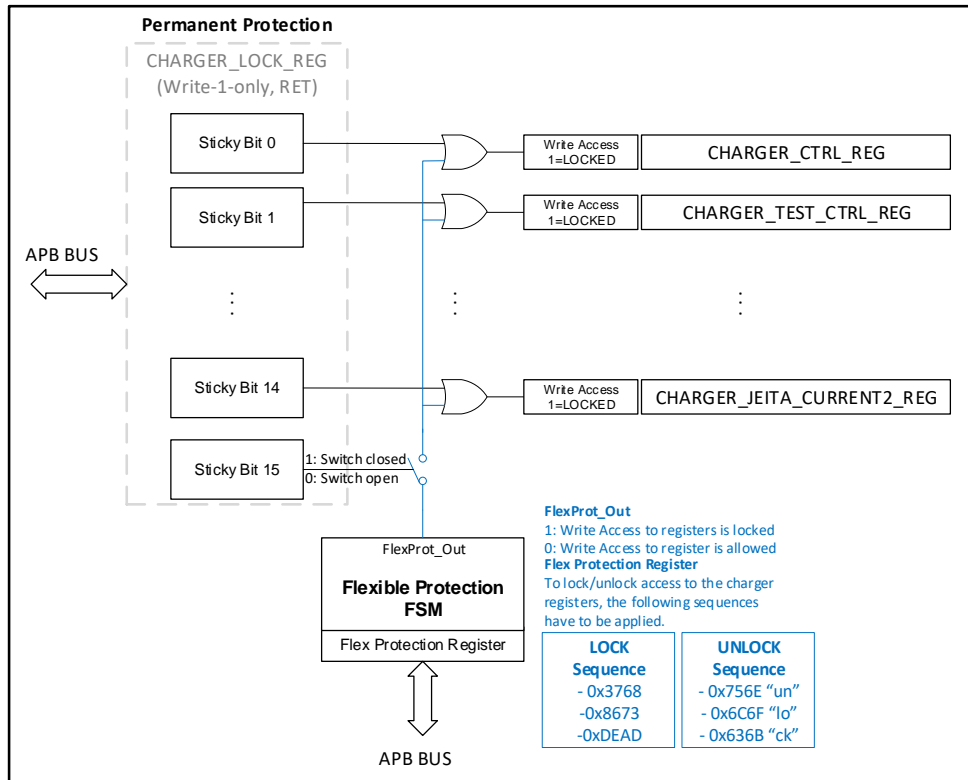 Permanent Protection
CHARGER_LOCK_REG
(Write-1-only, RET)
Sticky Bit 0
Write Access
1=LOCKED
CHARGER_CTRL_REG
Sticky Bit 1
Write Access
1=LOCKED
CHARGER_TEST_CTRL_REG
APB BUS
Sticky Bit 14
Write Access
1=LOCKED
CHARGER_JEITA_CURRENT2_REG
Sticky Bit 15
1: Switch closed
0: Switch open
FlexProt_Out
Flexible Protection
FSM
Flex Protection Register
APB BUS
FlexProt_Out
1: Write Access to registers is locked
0: Write Access to register is allowed
Flex Protection Register
To lock/unlock access to the charger
registers, the following sequences
have to be applied.
LOCK
Sequence
- 0x3768
-0x8673
-0xDEAD
UNLOCK
Sequence
- 0x756E "un"
- 0x6C6F "lo"
- 0x636B "ck"